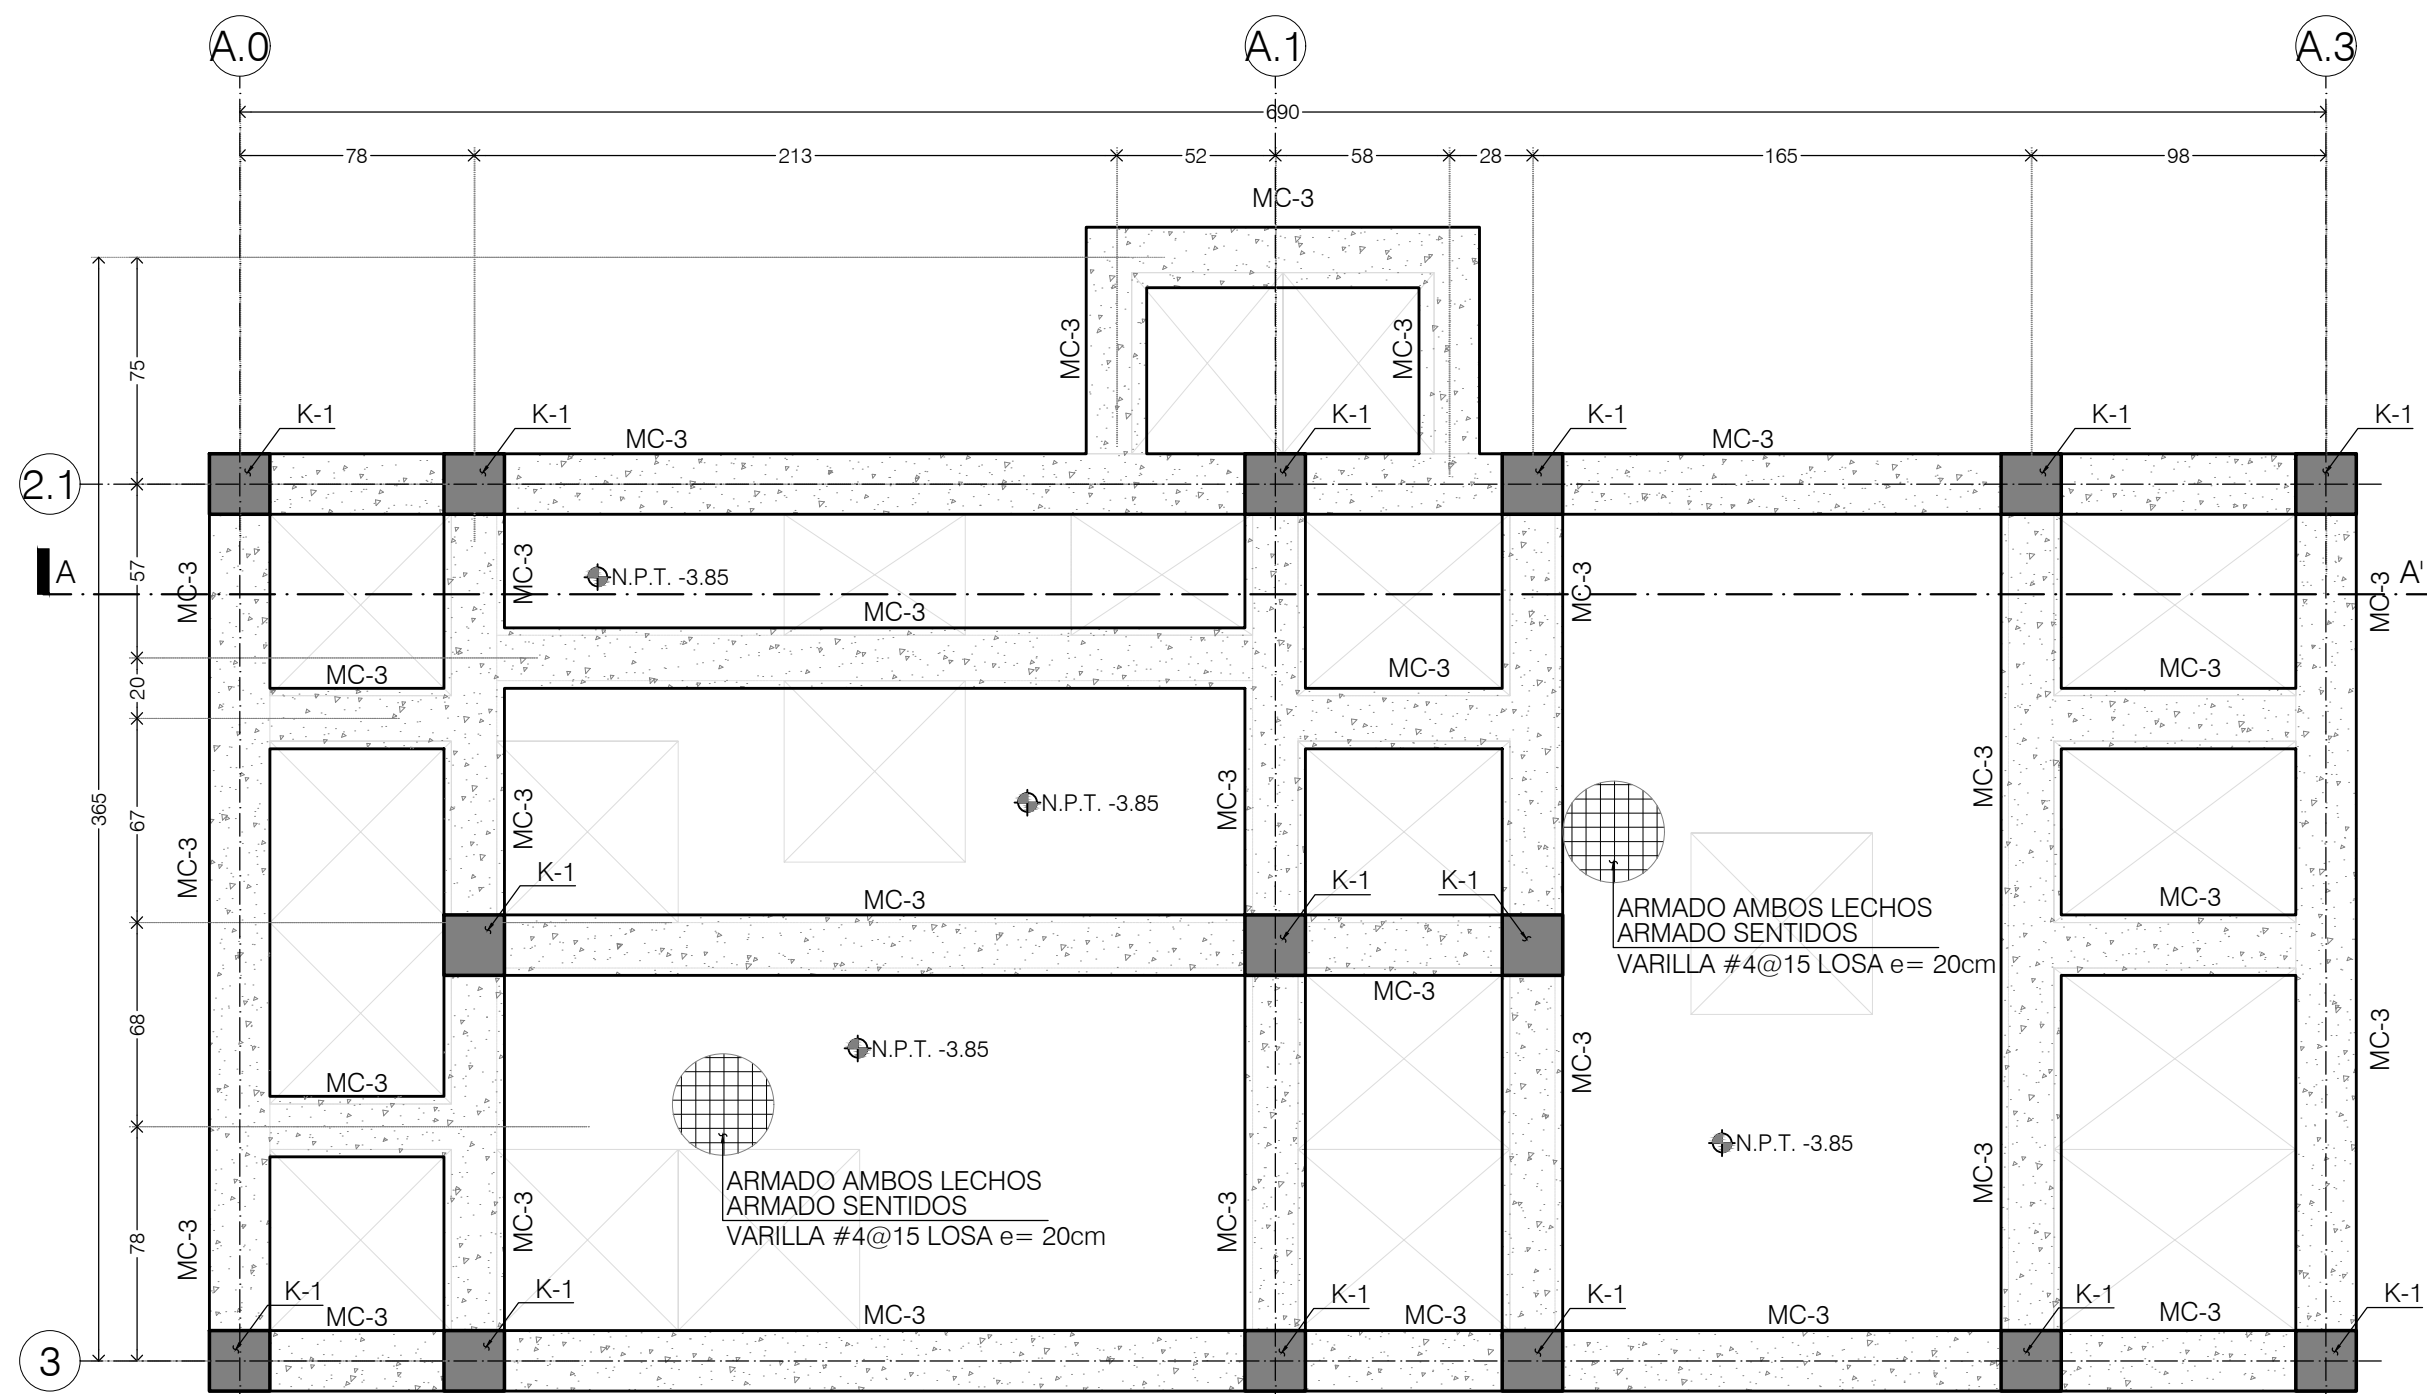 A.0
A.1
A.3
690
78
213
52
58
28
165
98
MC-3
75
MC-3
MC-3
K-1
K-1
K-1
K-1
K-1
K-1
MC-3
MC-3
2.1
A
57
MC-3
MC-3
N.P.T. -3.85
MC-3
MC-3
MC-3
A'
MC-3
MC-3
MC-3
20
365
67
MC-3
MC-3
N.P.T. -3.85
MC-3
MC-3
K-1
MC-3
K-1
K-1
MC-3
ARMADO AMBOS LECHOS
ARMADO SENTIDOS
VARILLA #4@15 LOSA e= 20cm
MC-3
68
N.P.T. -3.85
MC-3
MC-3
MC-3
MC-3
N.P.T. -3.85
ARMADO AMBOS LECHOS
ARMADO SENTIDOS
VARILLA #4@15 LOSA e= 20cm
MC-3
78
MC-3
MC-3
MC-3
K-1
K-1
K-1
K-1
K-1
K-1
MC-3
MC-3
MC-3
MC-3
MC-3
3